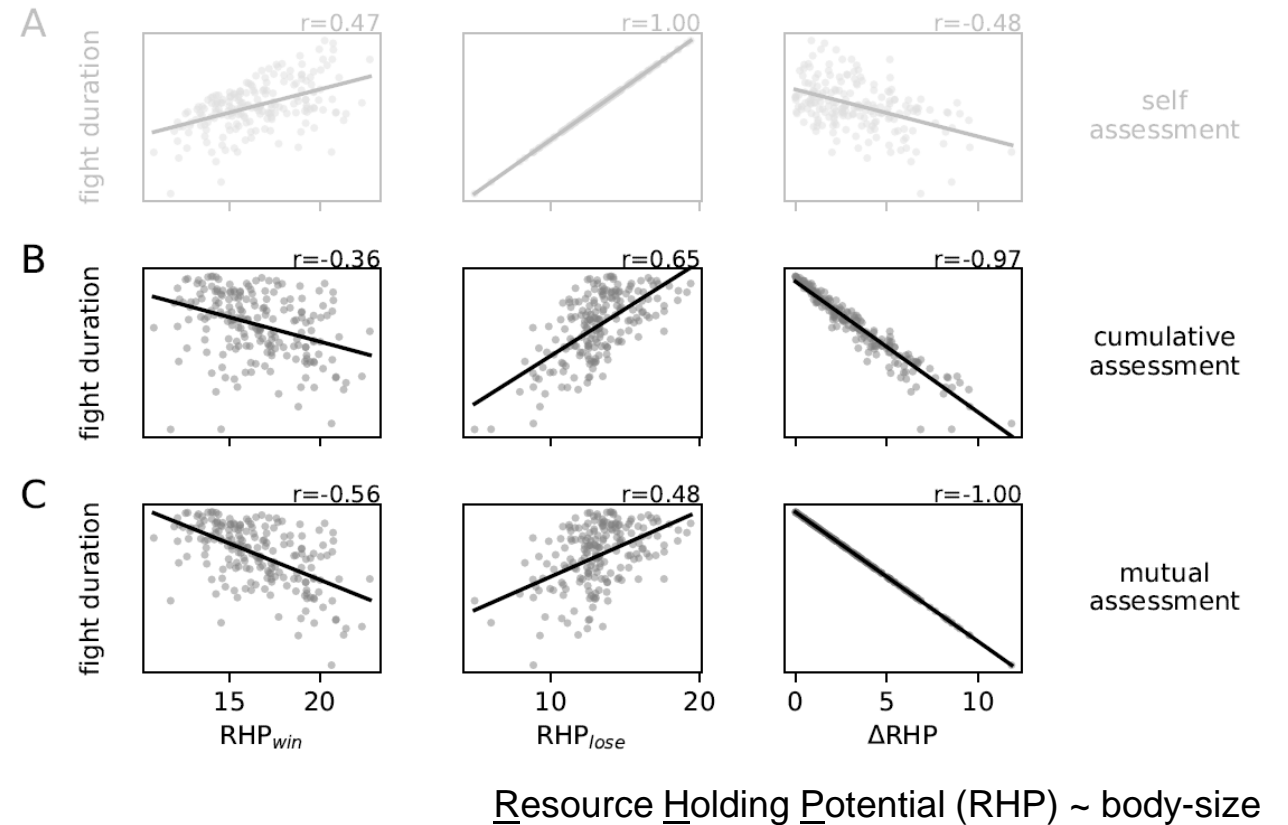 A
r=0.47
r=1.00
r=-0.48
fight duration
self
assessment
B
r=-0.36
r=0.65
r=-0.97
fight duration
cumulative
assessment
C
r=-0.56
r=0.48
r=-1.00
fight duration
mutual
assessment
15 20
10 20
0 5 10
RHPwin
RHPlose
ΔRHP
Resource Holding Potential (RHP) ~ body-size